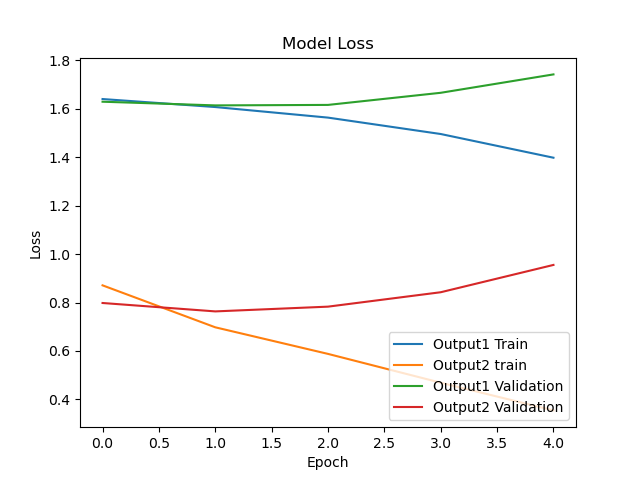 Model Loss
1.8
1.6
1.4
1.2
1.0
0.8
0.6
0.4
Loss
Output1 Train
Output2 train
Output1 Validation
Output2 Validation
0.0 0.5 1.0 1.5 2.0 2.5 3.0 3.5 4.0
Epoch